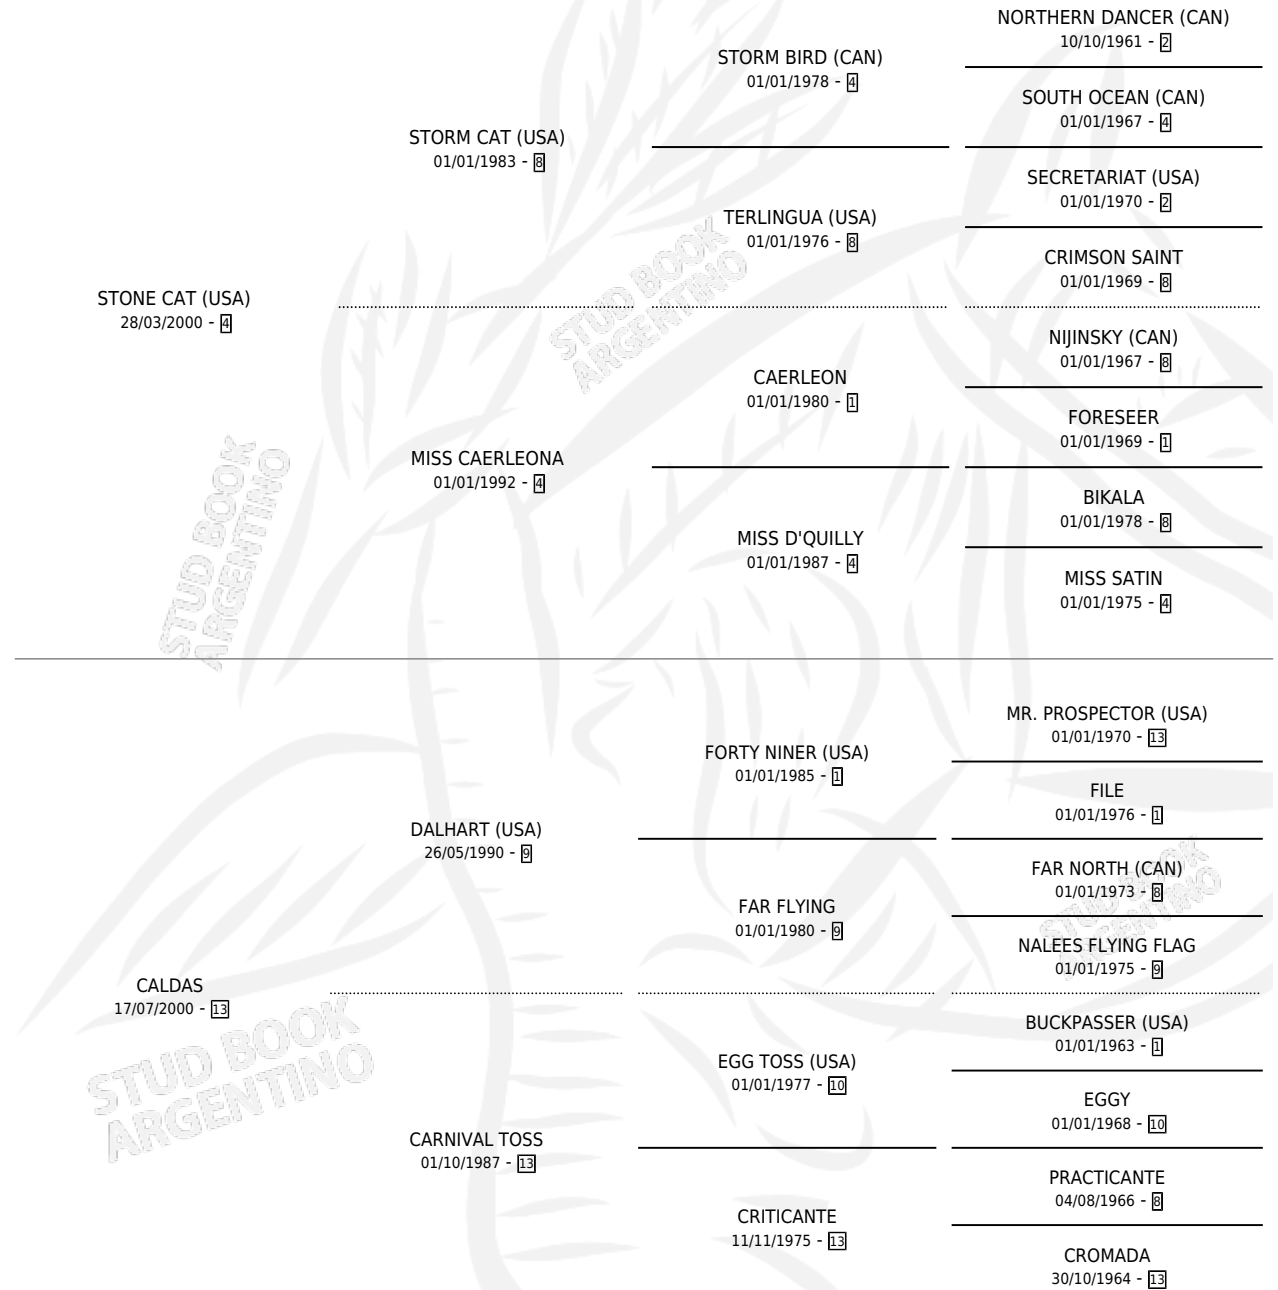 NORTHERN DANCER (CAN)
10/10/1961 - 2
STORM BIRD (CAN)
01/01/1978 - 4
SOUTH OCEAN (CAN)
01/01/1967 - 4
STORM CAT (USA)
01/01/1983 - 8
SECRETARIAT (USA)
01/01/1970 - 2
TERLINGUA (USA)
01/01/1976 - 8
CRIMSON SAINT
01/01/1969 - 8
STONE CAT (USA)
28/03/2000 - 4
NIJINSKY (CAN)
01/01/1967 - 8
CAERLEON
01/01/1980 - 1
FORESEER
01/01/1969 - 1
MISS CAERLEONA
01/01/1992 - 4
BIKALA
01/01/1978 - 8
MISS D'QUILLY
01/01/1987 - 4
MISS SATIN
01/01/1975 - 4
MR. PROSPECTOR (USA)
01/01/1970 - 13
FORTY NINER (USA)
01/01/1985 - 1
FILE
01/01/1976 - 1
DALHART (USA)
26/05/1990 - 9
FAR NORTH (CAN)
01/01/1973 - 8
FAR FLYING
01/01/1980 - 9
NALEES FLYING FLAG
01/01/1975 - 9
CALDAS
17/07/2000 - 13
BUCKPASSER (USA)
01/01/1963 - 1
EGG TOSS (USA)
01/01/1977 - 10
EGGY
01/01/1968 - 10
CARNIVAL TOSS
01/10/1987 - 13
PRACTICANTE
04/08/1966 - 8
CRITICANTE
11/11/1975 - 13
CROMADA
30/10/1964 - 13
STUD BOOK
ARGENTINO
STUD BOOK
ARGENTINO
STUD BOOK
ARGENTINO
STUD BOOK
ARGENTINO